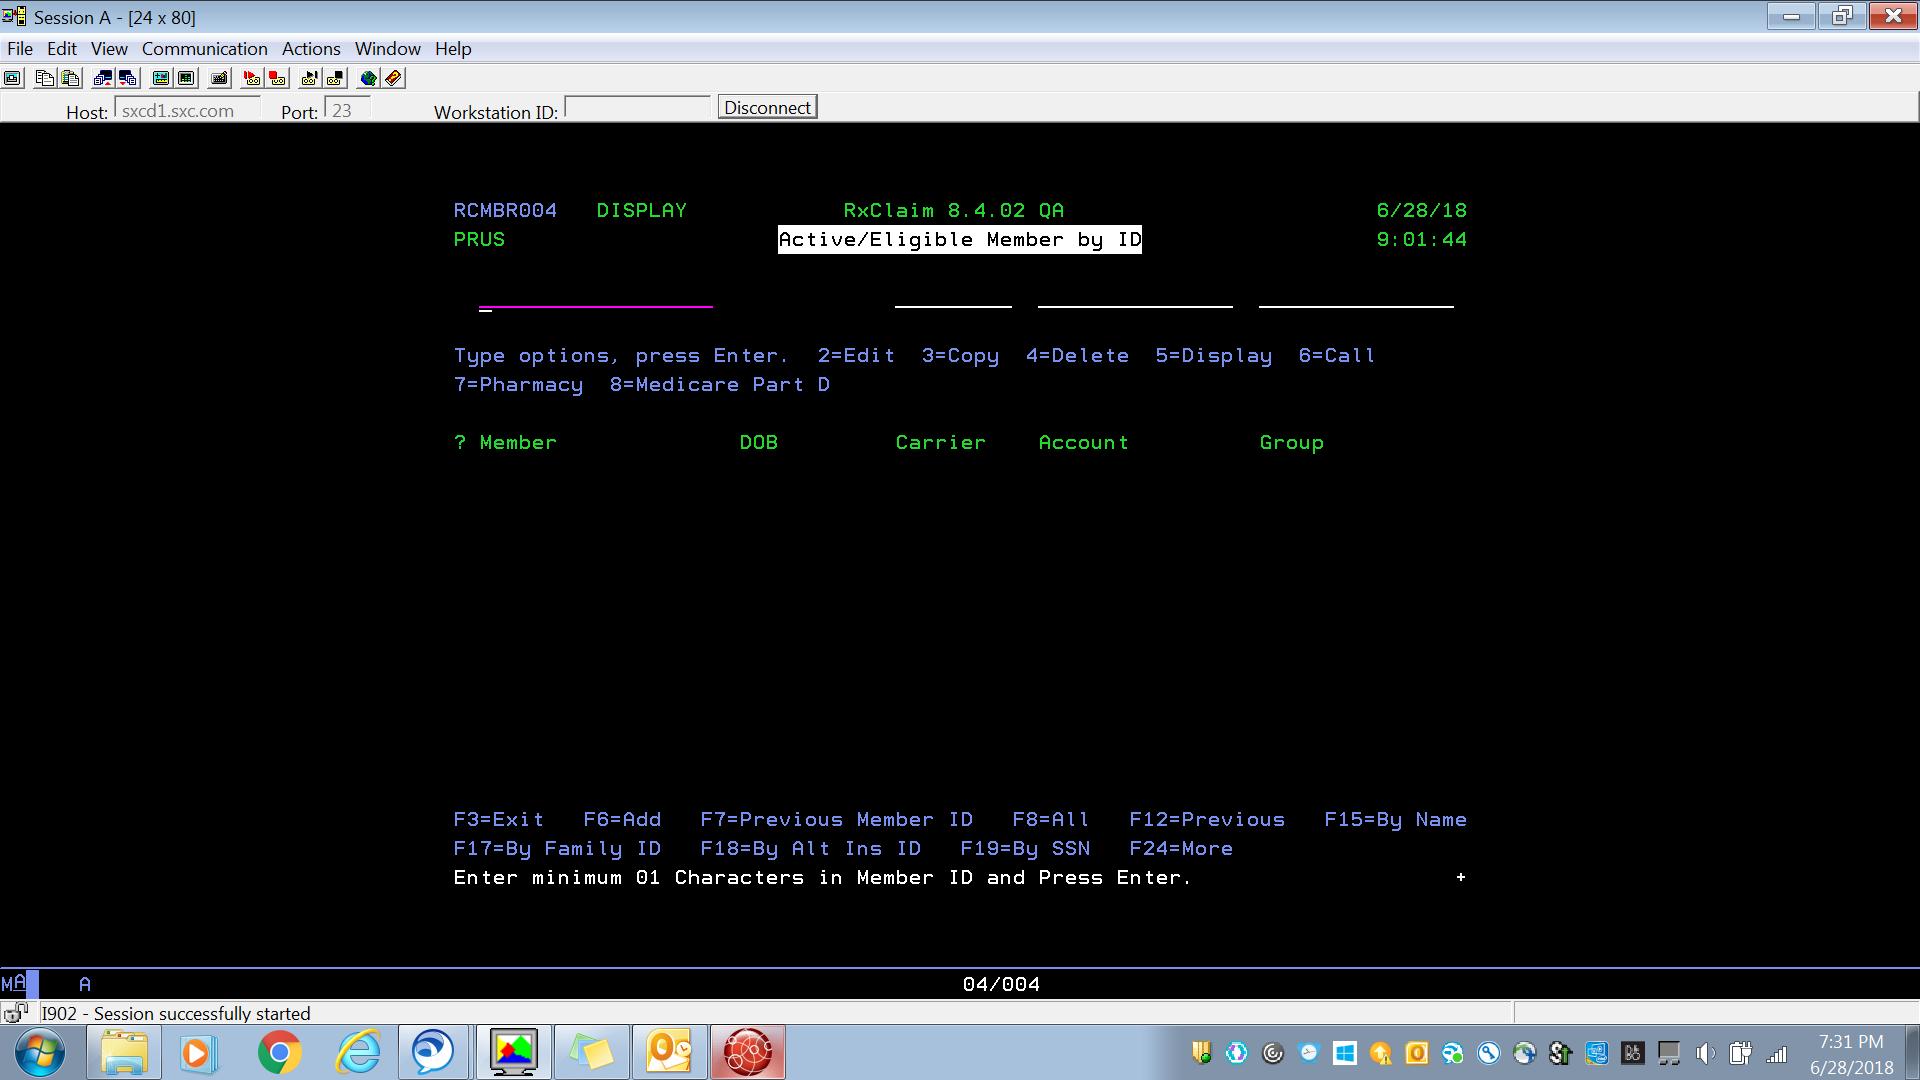 Session A - [24 x 80]
File Edit View Communication Actions Window Help
Host: sxcd1.sxc.com Port: 23 Workstation ID: Disconnect
RCMBR004 DISPLAY RxClaim 8.4.02 QA 6/28/18
PRUS Active/Eligible Member by ID 9:01:44
Type options, press Enter. 2=Edit 3=Copy 4=Delete 5=Display 6=Call
7=Pharmacy 8=Medicare Part D
? Member DOB Carrier Account Group
F3=Exit F6=Add F7=Previous Member ID F8=All F12=Previous F15=By Name
F17=By Family ID F18=By Alt Ins ID F19=By SSN F24=More
Enter minimum 01 Characters in Member ID and Press Enter. +
MA A 04/004
I902 - Session successfully started
7:31 PM
6/28/2018